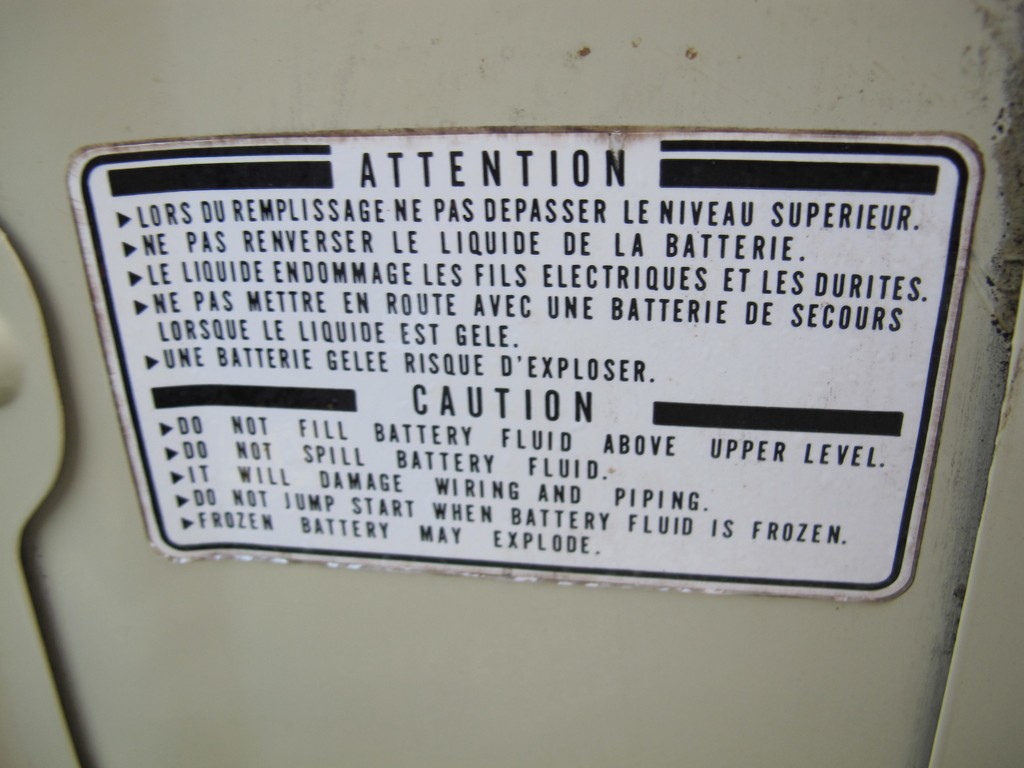 ATTENTION
▶LORS DU REMPLISSAGE NE PAS DEPASSER LE NIVEAU SUPERIEUR.
▶NE PAS RENVERSER LE LIQUIDE DE LA BATTERIE.
▶LE LIQUIDE ENDOMMAGE LES FILS ELECTRIQUES ET LES DURITES.
▶NE PAS METTRE EN ROUTE AVEC UNE BATTERIE DE SECOURS
LORSQUE LE LIQUIDE EST GELE.
▶UNE BATTERIE GELEE RISQUE D'EXPLOSER.
CAUTION
▶DO NOT FILL BATTERY FLUID ABOVE UPPER LEVEL.
▶DO NOT SPILL BATTERY FLUID.
▶IT WILL DAMAGE WIRING AND PIPING.
▶DO NOT JUMP START WHEN BATTERY FLUID IS FROZEN.
▶FROZEN BATTERY MAY EXPLODE.